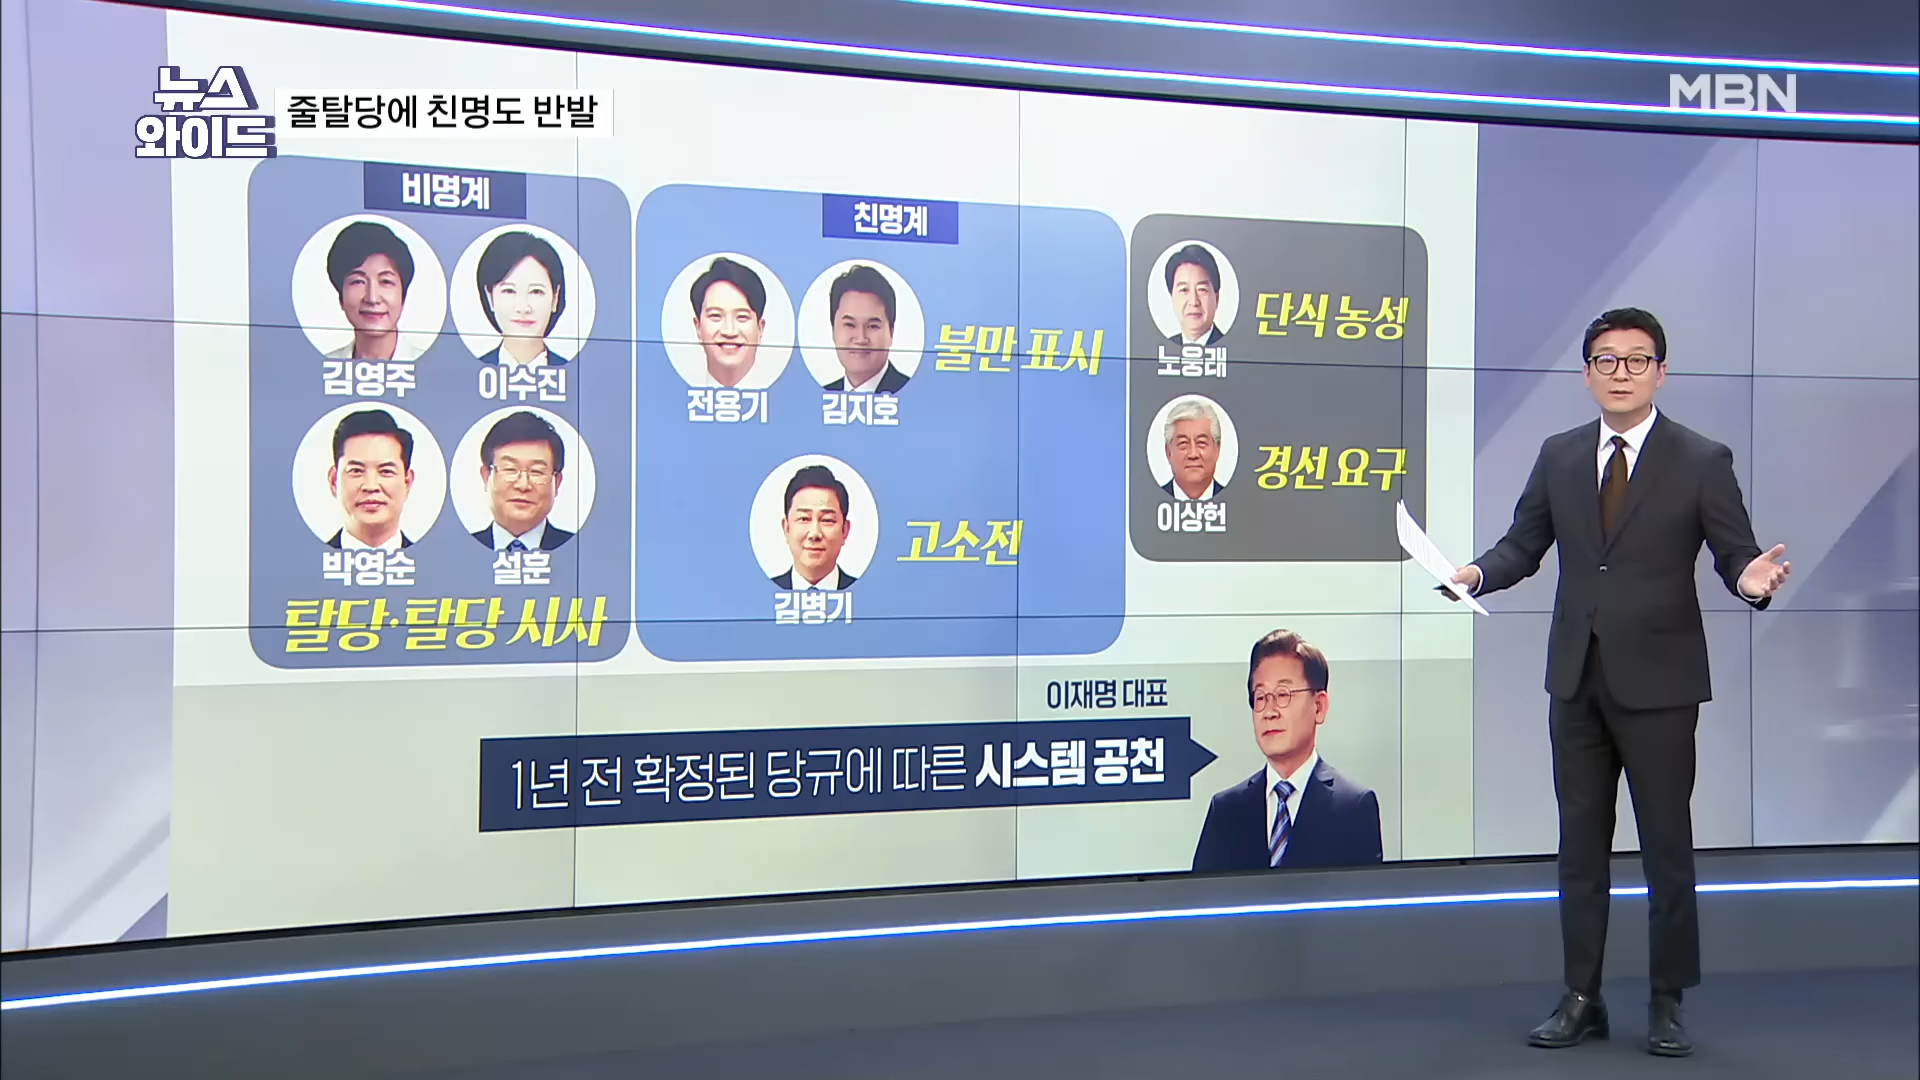 뉴스
와이드
줄탈당에 친명도 반발
MBN
비명계
김영주
이수진
박영순
설훈
탈당·탈당 시사
친명계
전용기
김지호
불만 표시
김병기
고소전
노웅래
단식 농성
이상헌
경선 요구
이재명 대표
1년 전 확정된 당규에 따른 시스템 공천